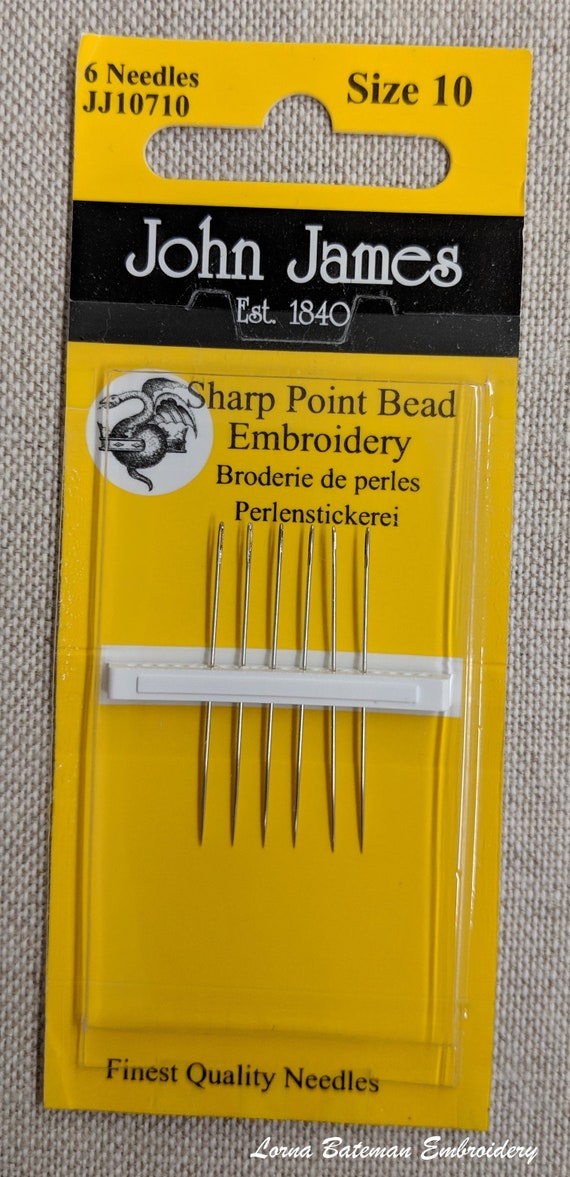 6 Needles
JJ10710
Size 10
John James
Est. 1840
Sharp Point Bead
Embroidery
Broderie de perles
Perlenstickerei
Finest Quality Needles
Lorna Bateman Embroidery